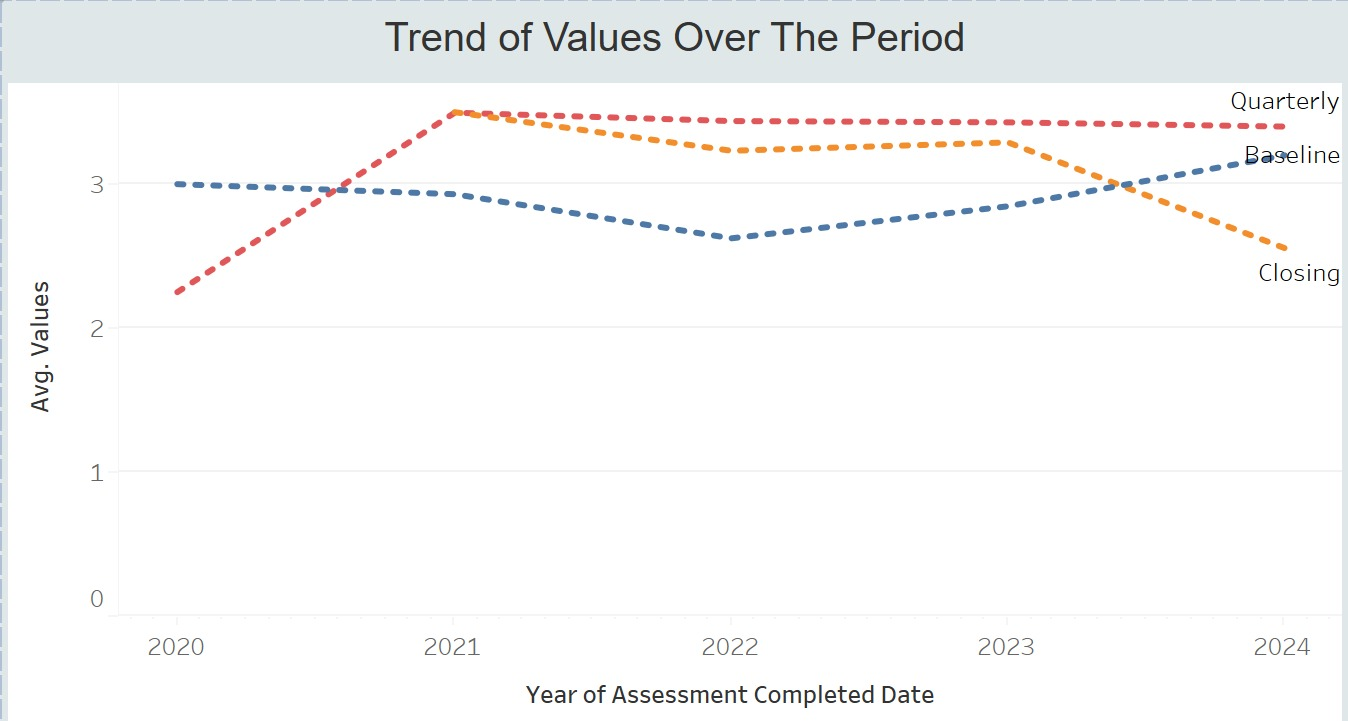 Trend of Values Over The Period
Quarterly
Baseline
Closing
3
2
1
0
Avg. Values
2020 2021 2022 2023 2024
Year of Assessment Completed Date